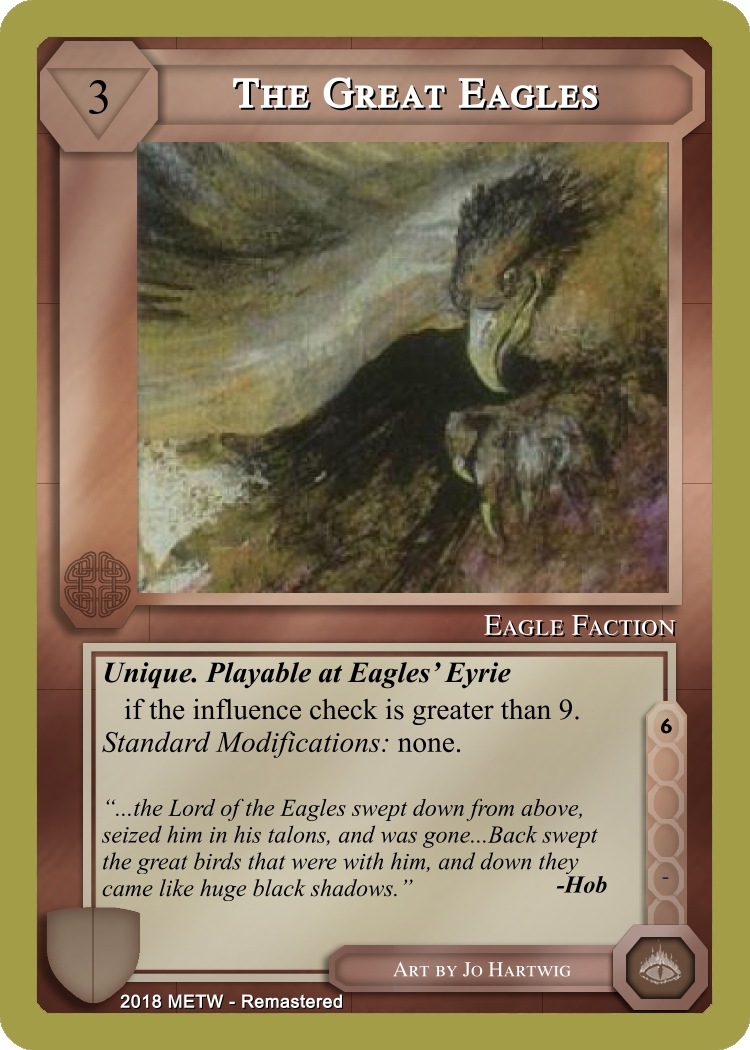 3
The Great Eagles
Eagle Faction
Unique. Playable at Eagles’ Eyrie
if the influence check is greater than 9.
Standard Modifications: none.
6
“...the Lord of the Eagles swept down from above,
seized him in his talons, and was gone...Back swept
the great birds that were with him, and down they
came like huge black shadows.”
-Hob
-
Art by Jo Hartwig
2018 METW - Remastered